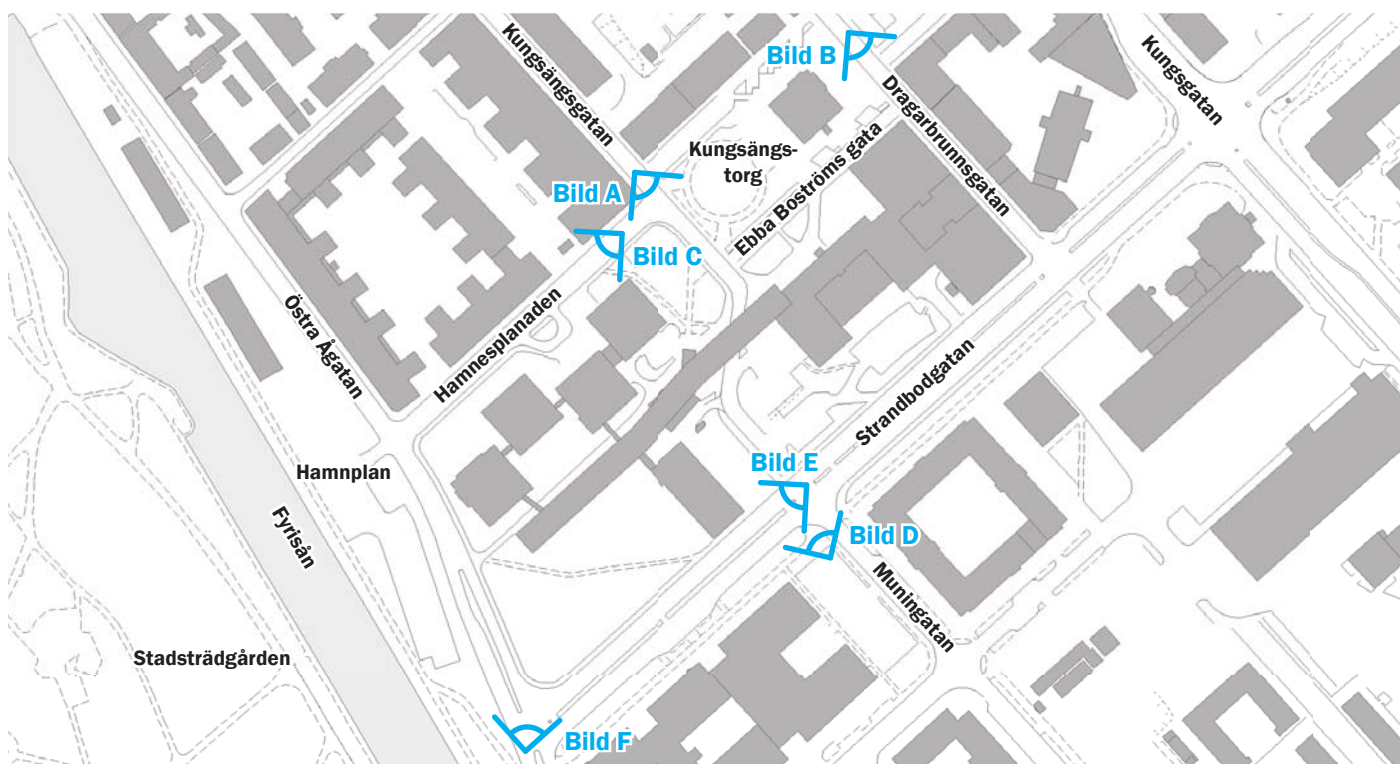 Kungsängsgatan
Bild B
Kungsgatan
Dragarbrunnsgatan
Kungsängs-
torg
Bild A
Ebba Boströms gata
Bild C
Östra Ågatan
Hamnesplanaden
Strandbodgatan
Bild E
Hamnplan
Fyrisån
Bild D
Muningatan
Stadsträdgården
Bild F